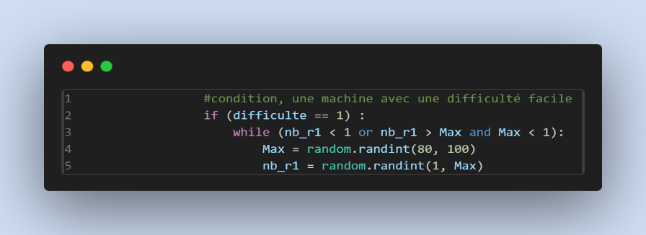 1 #condition, une machine avec une difficulté facile
2 if (difficulte == 1) :
3 while (nb_r1 < 1 or nb_r1 > Max and Max < 1):
4 Max = random.randint(80, 100)
5 nb_r1 = random.randint(1, Max)